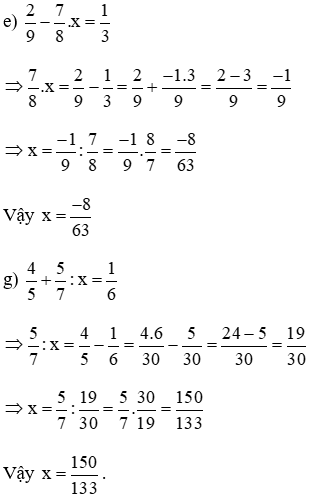 e) 2/9 − 7/8 .x = 1/3
⇒ 7/8 .x = 2/9 − 1/3 = 2/9 + −1.3/9 = 2−3/9 = −1/9
⇒ x = −1/9 : 7/8 = −1/9 . 8/7 = −8/63
Vậy x = −8/63
g) 4/5 + 5/7 : x = 1/6
⇒ 5/7 : x = 4/5 − 1/6 = 4.6/30 − 5/30 = 24−5/30 = 19/30
⇒ x = 5/7 : 19/30 = 5/7 . 30/19 = 150/133
Vậy x = 150/133 .